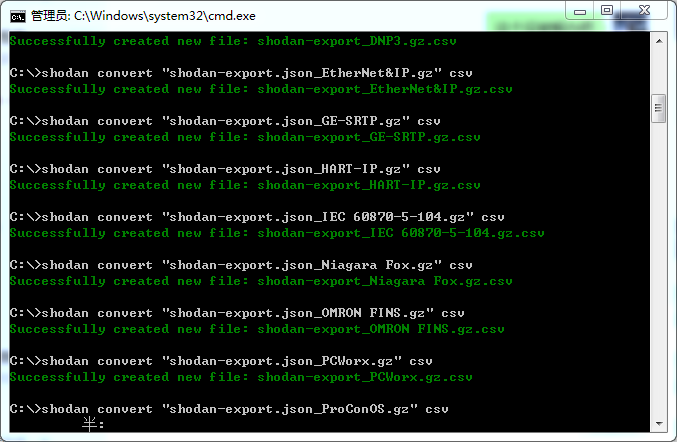 管理员: C:\Windows\system32\cmd.exe
Successfully created new file: shodan-export_DNP3.gz.csv
C:\>shodan convert "shodan-export.json_EtherNet&IP.gz" csv
Successfully created new file: shodan-export_EtherNet&IP.gz.csv
C:\>shodan convert "shodan-export.json_GE-SRTP.gz" csv
Successfully created new file: shodan-export_GE-SRTP.gz.csv
C:\>shodan convert "shodan-export.json_HART-IP.gz" csv
Successfully created new file: shodan-export_HART-IP.gz.csv
C:\>shodan convert "shodan-export.json_IEC 60870-5-104.gz" csv
Successfully created new file: shodan-export_IEC 60870-5-104.gz.csv
C:\>shodan convert "shodan-export.json_Niagara Fox.gz" csv
Successfully created new file: shodan-export_Niagara Fox.gz.csv
C:\>shodan convert "shodan-export.json_OMRON FINS.gz" csv
Successfully created new file: shodan-export_OMRON FINS.gz.csv
C:\>shodan convert "shodan-export.json_PCWorx.gz" csv
Successfully created new file: shodan-export_PCWorx.gz.csv
C:\>shodan convert "shodan-export.json_ProConOS.gz" csv
半: